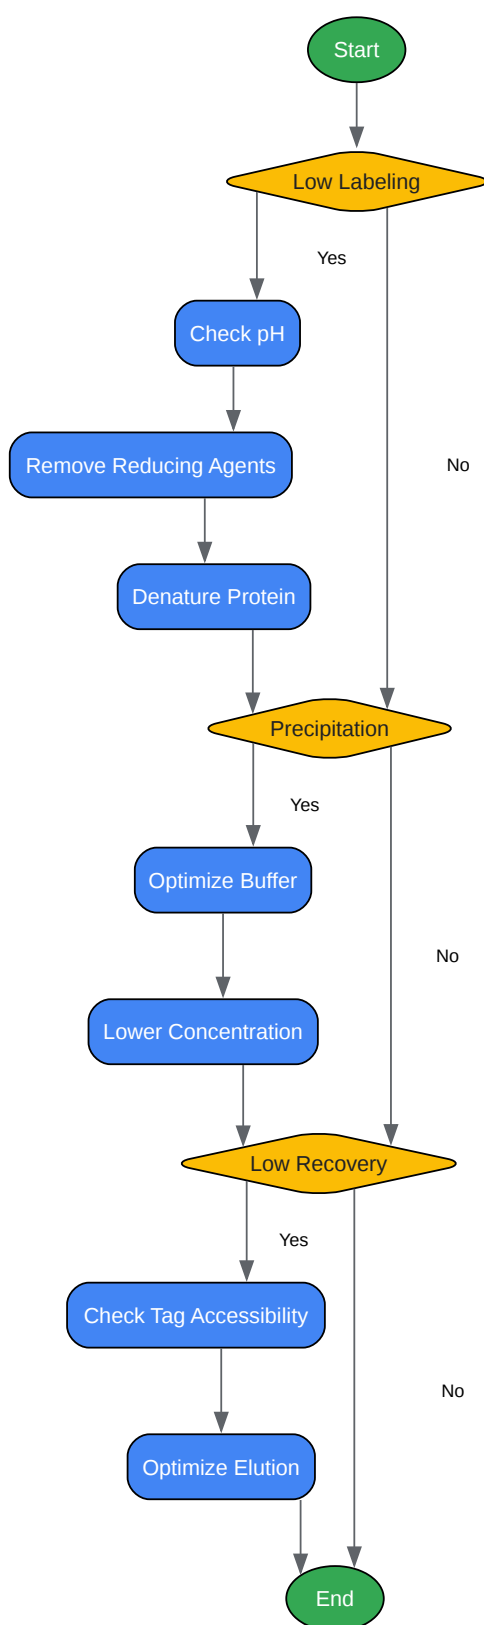 Start
Low Labeling
Yes
Check pH
No
Remove Reducing Agents
Denature Protein
Precipitation
Yes
Optimize Buffer
No
Lower Concentration
Low Recovery
Yes
Check Tag Accessibility
No
Optimize Elution
End